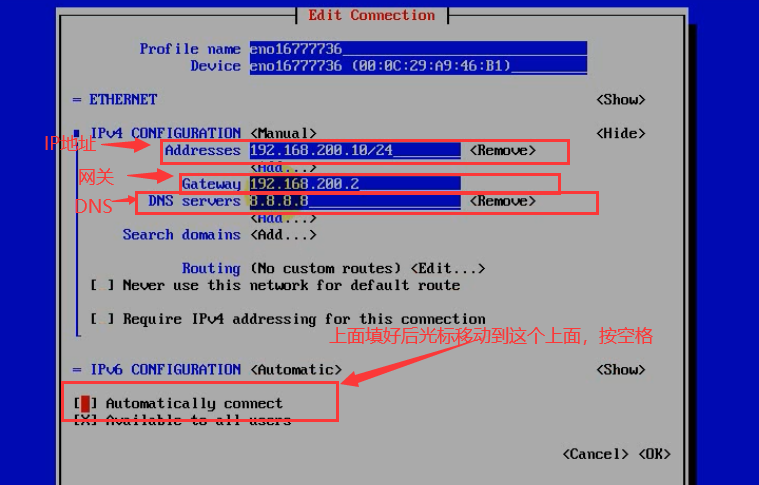 Edit Connection
Profile name eno16777736
Device eno16777736 (00:0C:29:A9:46:B1)
= ETHERNET <Show>
IPv4 CONFIGURATION <Manual> <Hide>
IP地址 Addresses 192.168.200.10/24 <Remove>
<Add...>
网关 Gateway 192.168.200.2
DNS DNS servers 8.8.8.8 <Remove>
<Add...>
Search domains <Add...>
Routing (No custom routes) <Edit...>
[ ] Never use this network for default route
[ ] Require IPv4 addressing for this connection
上面填好后光标移动到这个上面，按空格
= IPv6 CONFIGURATION <Automatic> <Show>
[ ] Automatically connect
[X] Available to all users
<Cancel> <OK>